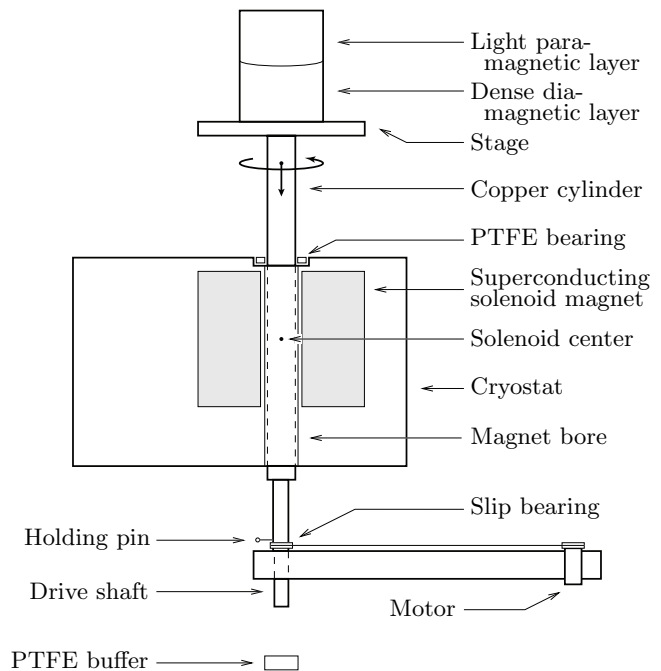 Light para-
magnetic layer
Dense dia-
magnetic layer
Stage
Copper cylinder
PTFE bearing
Superconducting
solenoid magnet
Solenoid center
Cryostat
Magnet bore
Slip bearing
Holding pin
Drive shaft
Motor
PTFE buffer